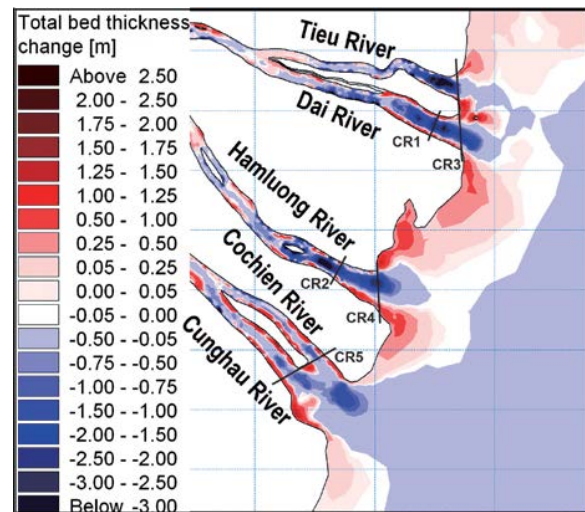 Total bed thickness
change [m]
Above 2.50
2.00 - 2.50
1.75 - 2.00
1.50 - 1.75
1.25 - 1.50
1.00 - 1.25
0.50 - 1.00
0.25 - 0.50
0.05 - 0.25
0.00 - 0.05
-0.05 - 0.00
-0.50 - -0.05
-0.75 - -0.50
-1.00 - -0.75
-1.50 - -1.00
-2.00 - -1.50
-2.50 - -2.00
-3.00 - -2.50
Below -3.00
Tieu River
Dai River
CR1
CR3
Hamluong River
CR2
CR4
Cochien River
CR5
Cunghau River